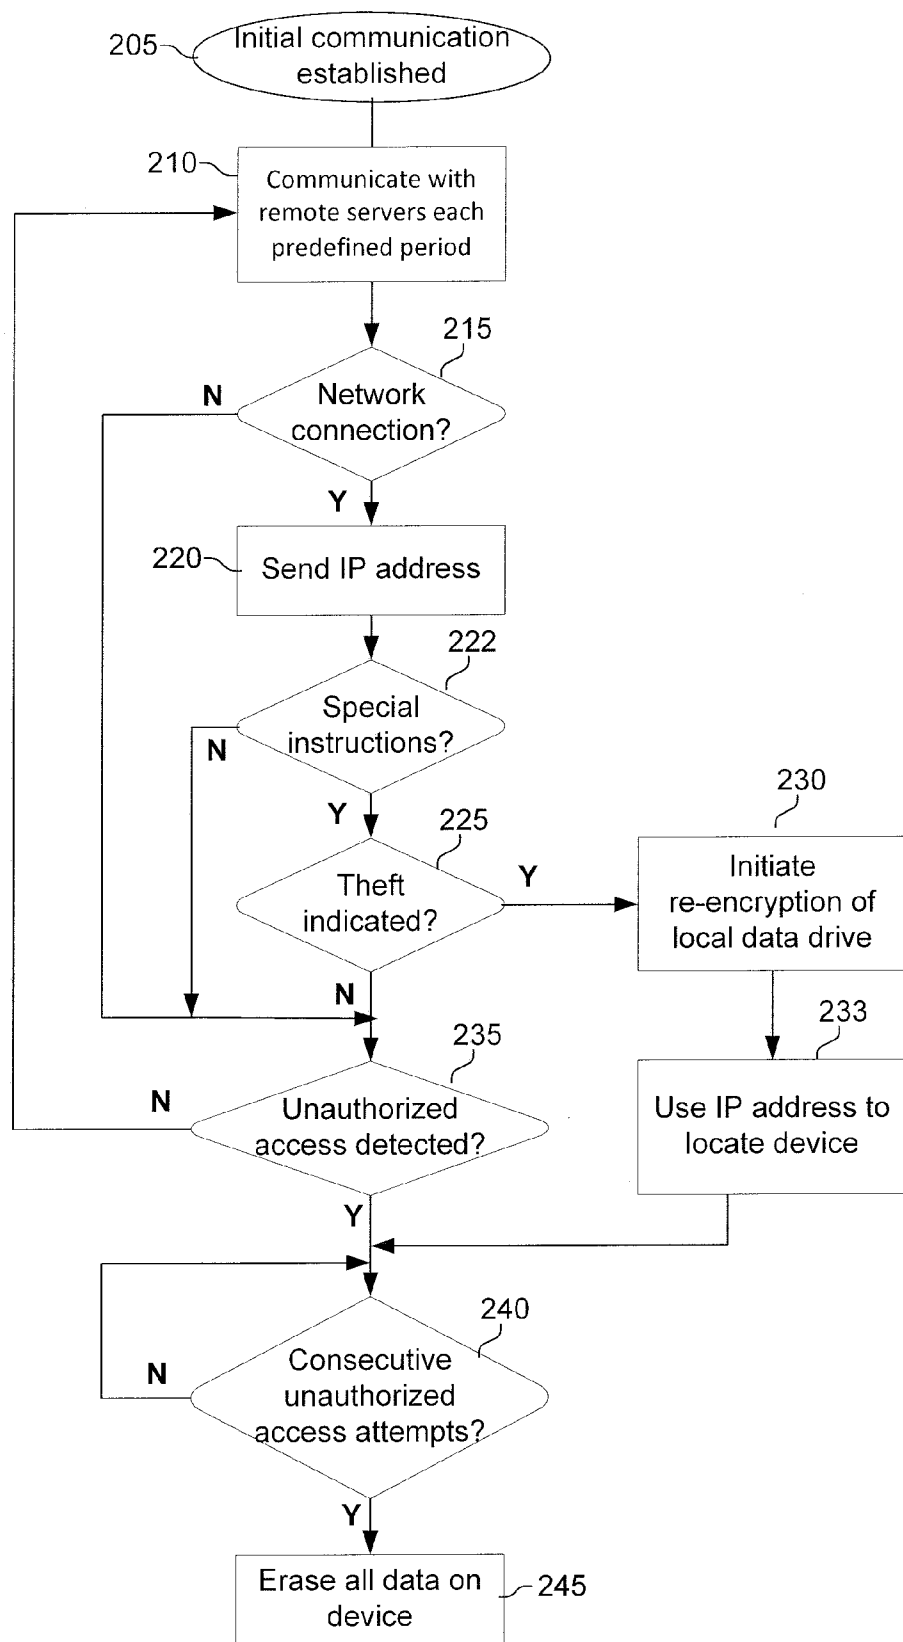 205
Initial communication
established
210
Communicate with
remote servers each
predefined period
215
N
Network
connection?
Y
220
Send IP address
222
Special
instructions?
N
Y
225
Theft
indicated?
Y
230
Initiate
re-encryption of
local data drive
N
233
Use IP address to
locate device
235
N
Unauthorized
access detected?
Y
240
Consecutive
unauthorized
access attempts?
N
Y
Erase all data on
device
245